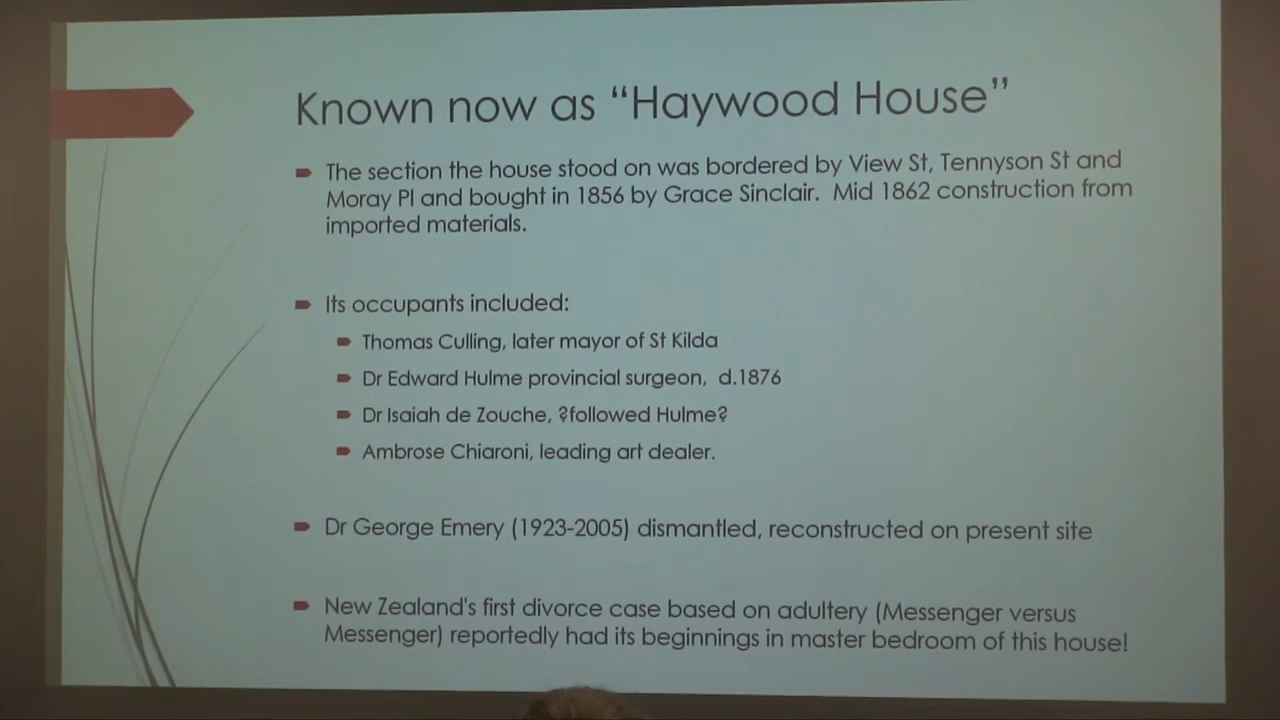 Known now as “Haywood House”
The section the house stood on was bordered by View St, Tennyson St and
Moray Pl and bought in 1856 by Grace Sinclair. Mid 1862 construction from
imported materials.
Its occupants included:
Thomas Culling, later mayor of St Kilda
Dr Edward Hulme provincial surgeon, d.1876
Dr Isaiah de Zouche, ?followed Hulme?
Ambrose Chiaroni, leading art dealer.
Dr George Emery (1923-2005) dismantled, reconstructed on present site
New Zealand's first divorce case based on adultery (Messenger versus
Messenger) reportedly had its beginnings in master bedroom of this house!